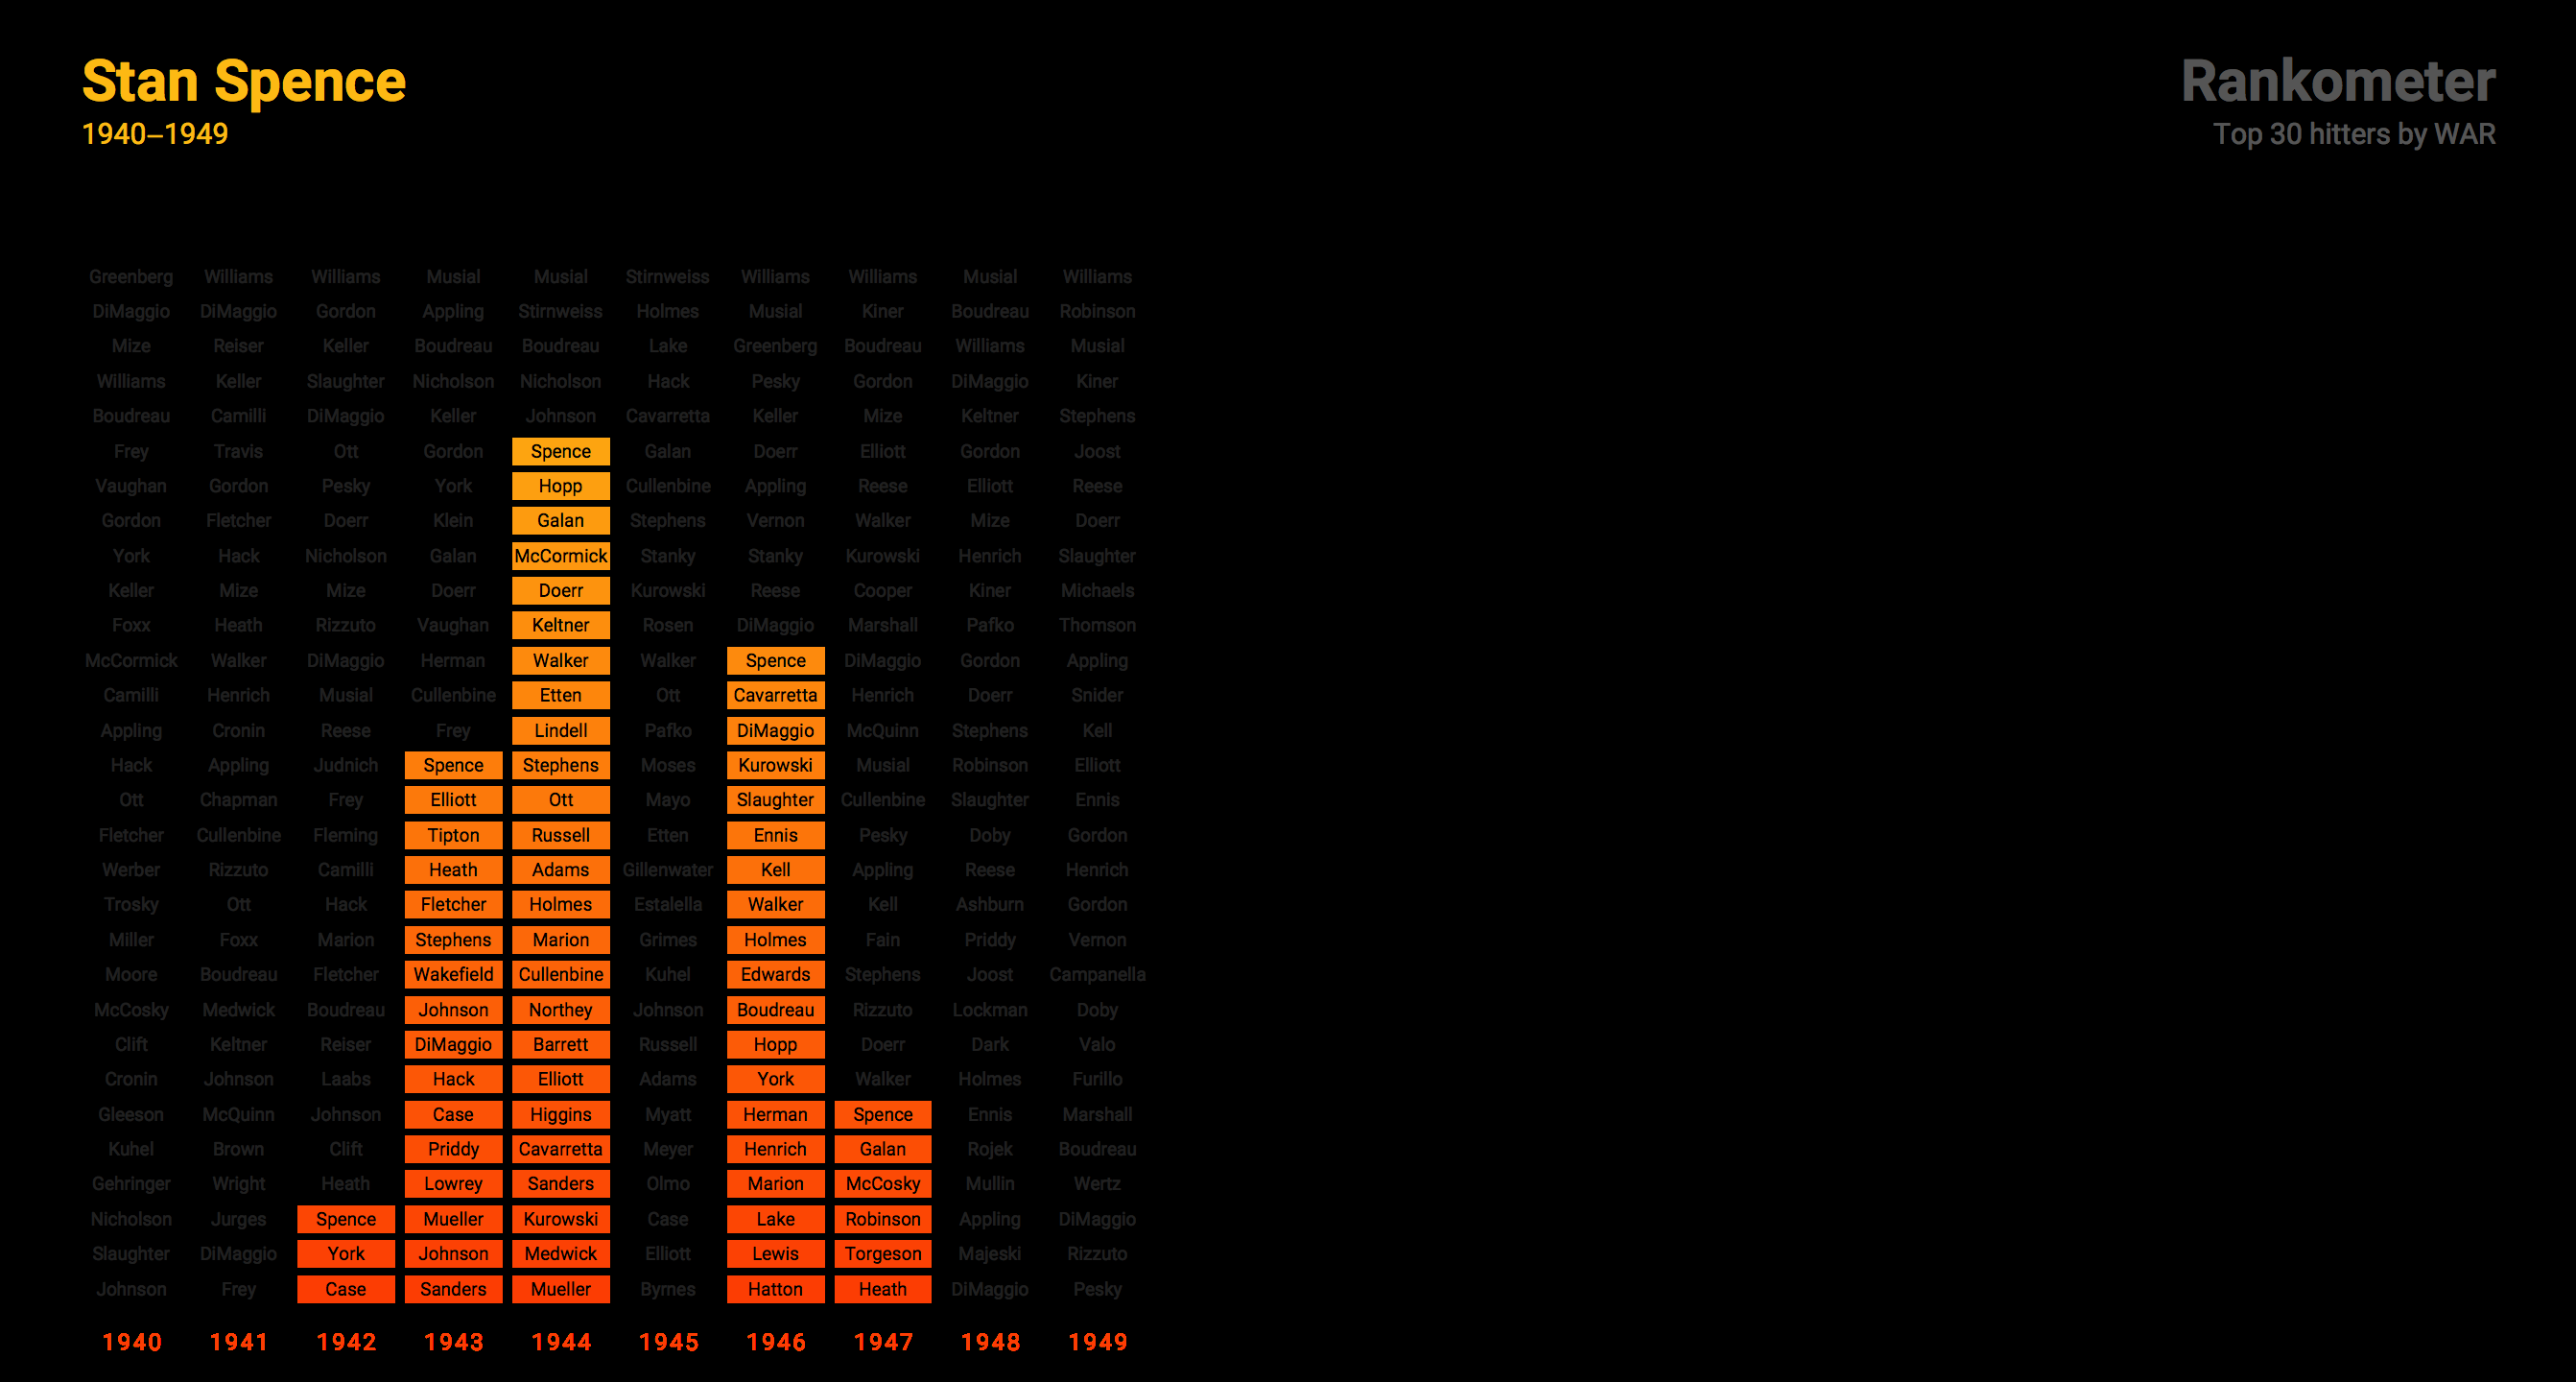 Stan Spence
1940–1949
Rankometer
Top 30 hitters by WAR
Greenberg Williams Williams Musial Musial Stirnweiss Williams Williams Musial Williams
DiMaggio DiMaggio Gordon Appling Stirnweiss Holmes Musial Kiner Boudreau Robinson
Mize Reiser Keller Boudreau Boudreau Lake Greenberg Boudreau Williams Musial
Williams Keller Slaughter Nicholson Nicholson Hack Pesky Gordon DiMaggio Kiner
Boudreau Camilli DiMaggio Keller Johnson Cavarretta Keller Mize Keltner Stephens
Frey Travis Ott Gordon Spence Galan Doerr Elliott Gordon Joost
Vaughan Gordon Pesky York Hopp Cullenbine Appling Reese Elliott Reese
Gordon Fletcher Doerr Klein Galan Stephens Vernon Walker Mize Doerr
York Hack Nicholson Galan McCormick Stanky Stanky Kurowski Henrich Slaughter
Keller Mize Mize Doerr Doerr Kurowski Reese Cooper Kiner Michaels
Foxx Heath Rizzuto Vaughan Keltner Rosen DiMaggio Marshall Pafko Thomson
McCormick Walker DiMaggio Herman Walker Walker Spence DiMaggio Gordon Appling
Camilli Henrich Musial Cullenbine Etten Ott Cavarretta Henrich Doerr Snider
Appling Cronin Reese Frey Lindell Pafko DiMaggio McQuinn Stephens Kell
Hack Appling Judnich Spence Stephens Moses Kurowski Musial Robinson Elliott
Ott Chapman Frey Elliott Ott Mayo Slaughter Cullenbine Slaughter Ennis
Fletcher Cullenbine Fleming Tipton Russell Etten Ennis Pesky Doby Gordon
Werber Rizzuto Camilli Heath Adams Gillenwater Kell Appling Reese Henrich
Trosky Ott Hack Fletcher Holmes Estalella Walker Kell Ashburn Gordon
Miller Foxx Marion Stephens Marion Grimes Holmes Fain Priddy Vernon
Moore Boudreau Fletcher Wakefield Cullenbine Kuhel Edwards Stephens Joost Campanella
McCosky Medwick Boudreau Johnson Northey Johnson Boudreau Rizzuto Lockman Doby
Clift Keltner Reiser DiMaggio Barrett Russell Hopp Doerr Dark Valo
Cronin Johnson Laabs Hack Elliott Adams York Walker Holmes Furillo
Gleeson McQuinn Johnson Case Higgins Myatt Herman Spence Ennis Marshall
Kuhel Brown Clift Priddy Cavarretta Meyer Henrich Galan Rojek Boudreau
Gehringer Wright Heath Lowrey Sanders Olmo Marion McCosky Mullin Wertz
Nicholson Jurges Spence Mueller Kurowski Case Lake Robinson Appling DiMaggio
Slaughter DiMaggio York Johnson Medwick Elliott Lewis Torgeson Majeski Rizzuto
Johnson Frey Case Sanders Mueller Byrnes Hatton Heath DiMaggio Pesky
1940 1941 1942 1943 1944 1945 1946 1947 1948 1949